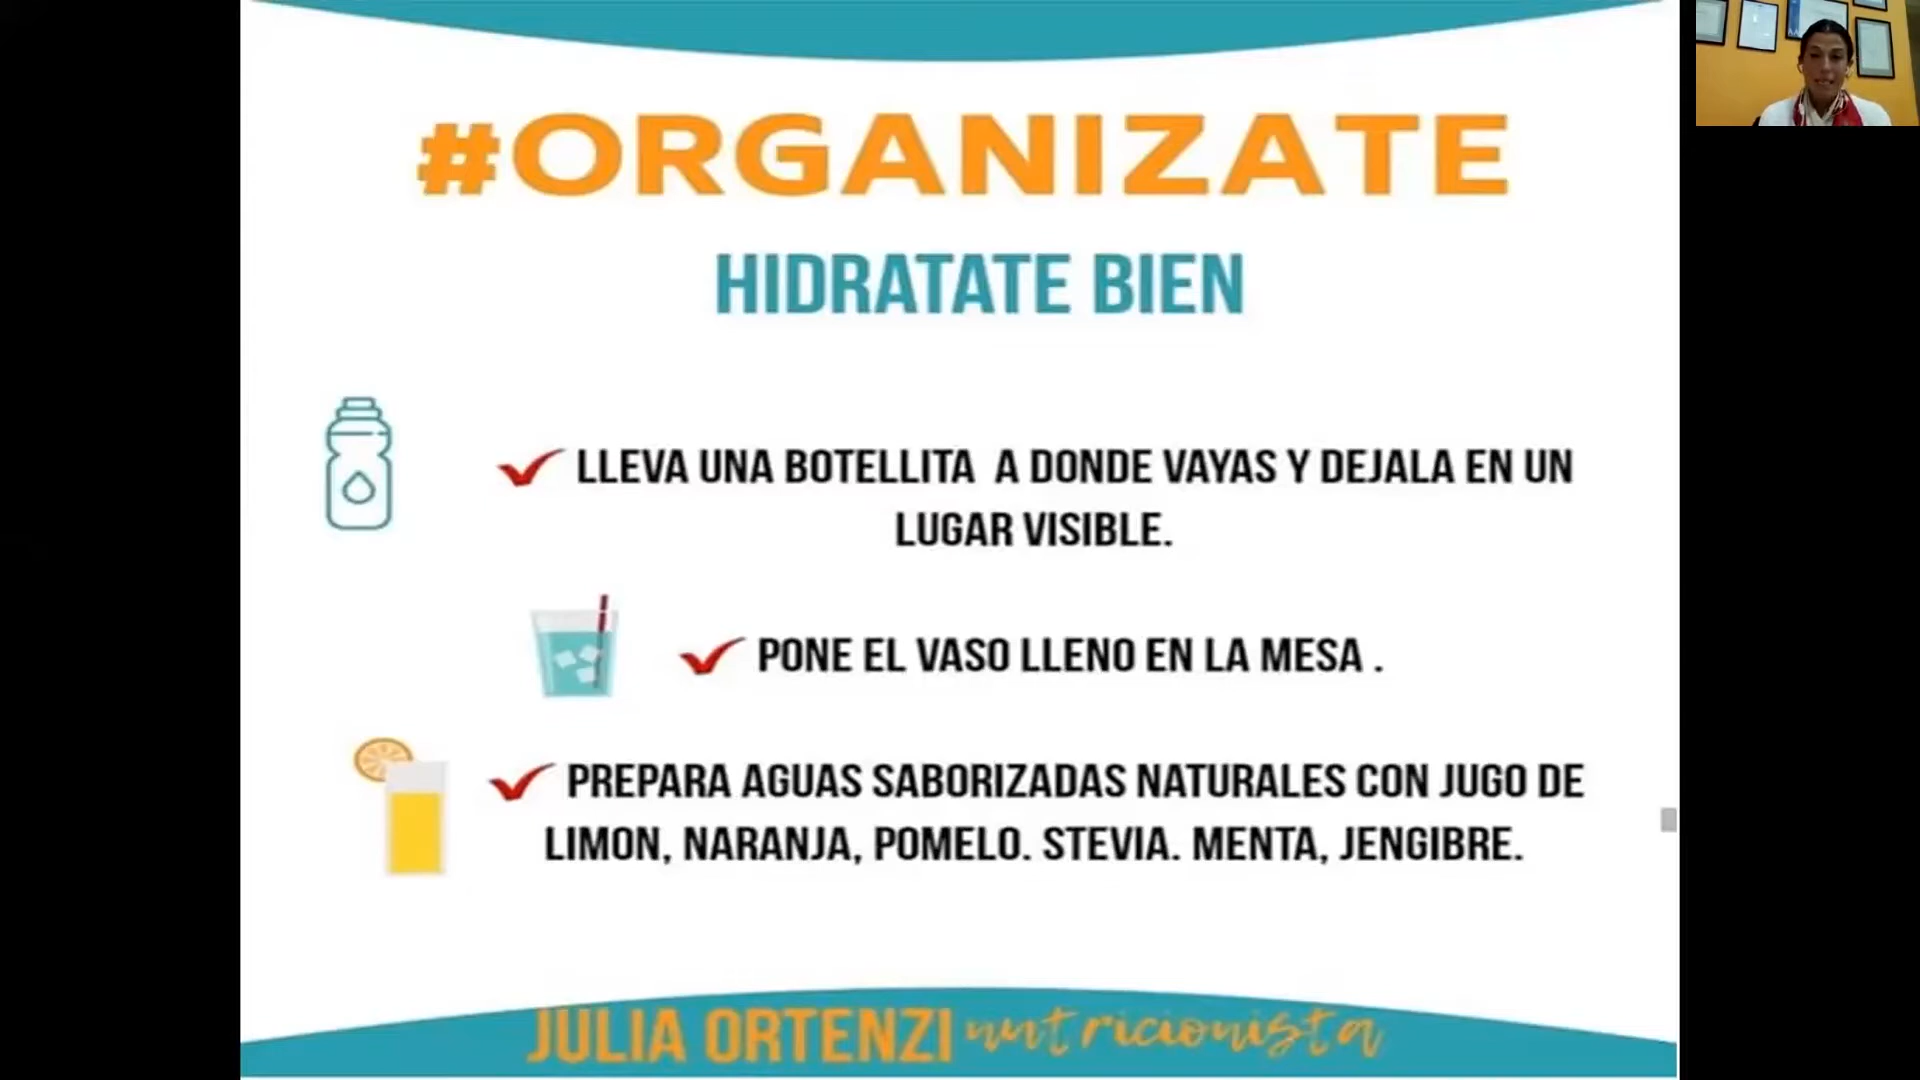 #ORGANIZATE
HIDRATATE BIEN
LLEVA UNA BOTELLITA A DONDE VAYAS Y DEJALA EN UN
LUGAR VISIBLE.
PONE EL VASO LLENO EN LA MESA .
PREPARA AGUAS SABORIZADAS NATURALES CON JUGO DE
LIMON, NARANJA, POMELO. STEVIA. MENTA, JENGIBRE.
JULIA ORTENZI nutricionista